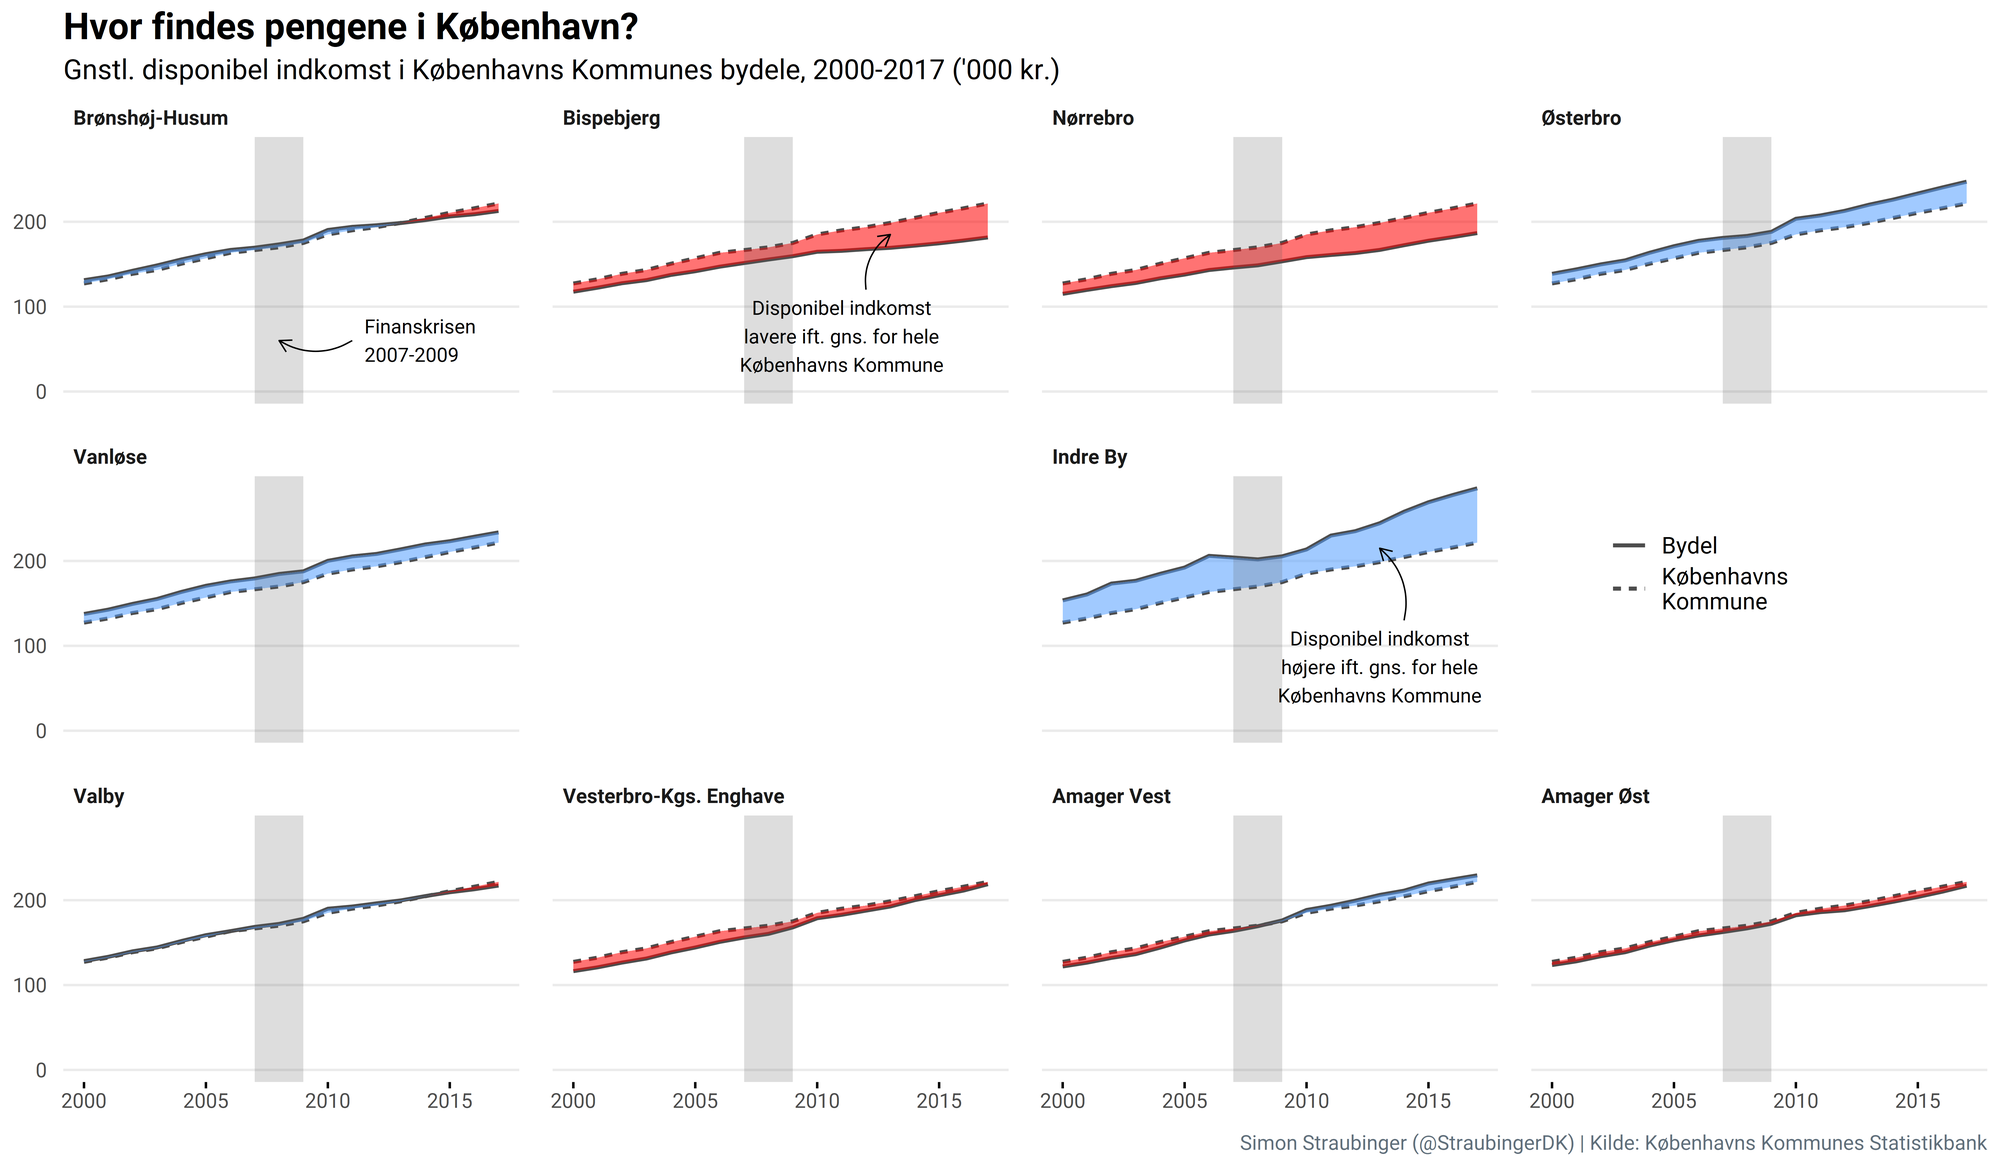 Hvor findes pengene i København?
Gnstl. disponibel indkomst i Københavns Kommunes bydele, 2000-2017 ('000 kr.)
Brønshøj-Husum
Bispebjerg
Nørrebro
Østerbro
200
100
0
Finanskrisen
2007-2009
Disponibel indkomst
lavere ift. gns. for hele
Københavns Kommune
Vanløse
Indre By
200
100
0
Disponibel indkomst
højere ift. gns. for hele
Københavns Kommune
Bydel
Københavns
Kommune
Valby
Vesterbro-Kgs. Enghave
Amager Vest
Amager Øst
200
100
0
2000 2005 2010 2015
2000 2005 2010 2015
2000 2005 2010 2015
2000 2005 2010 2015
Simon Straubinger (@StraubingerDK) | Kilde: Københavns Kommunes Statistikbank